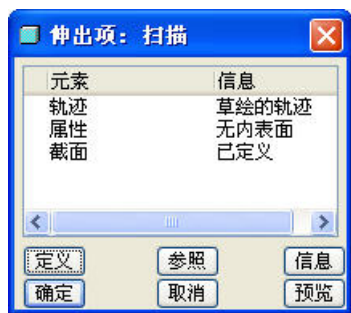 伸出项：扫描
元素 信息
轨迹 草绘的轨迹
属性 无内表面
截面 已定义
定义 参照 信息
确定 取消 预览